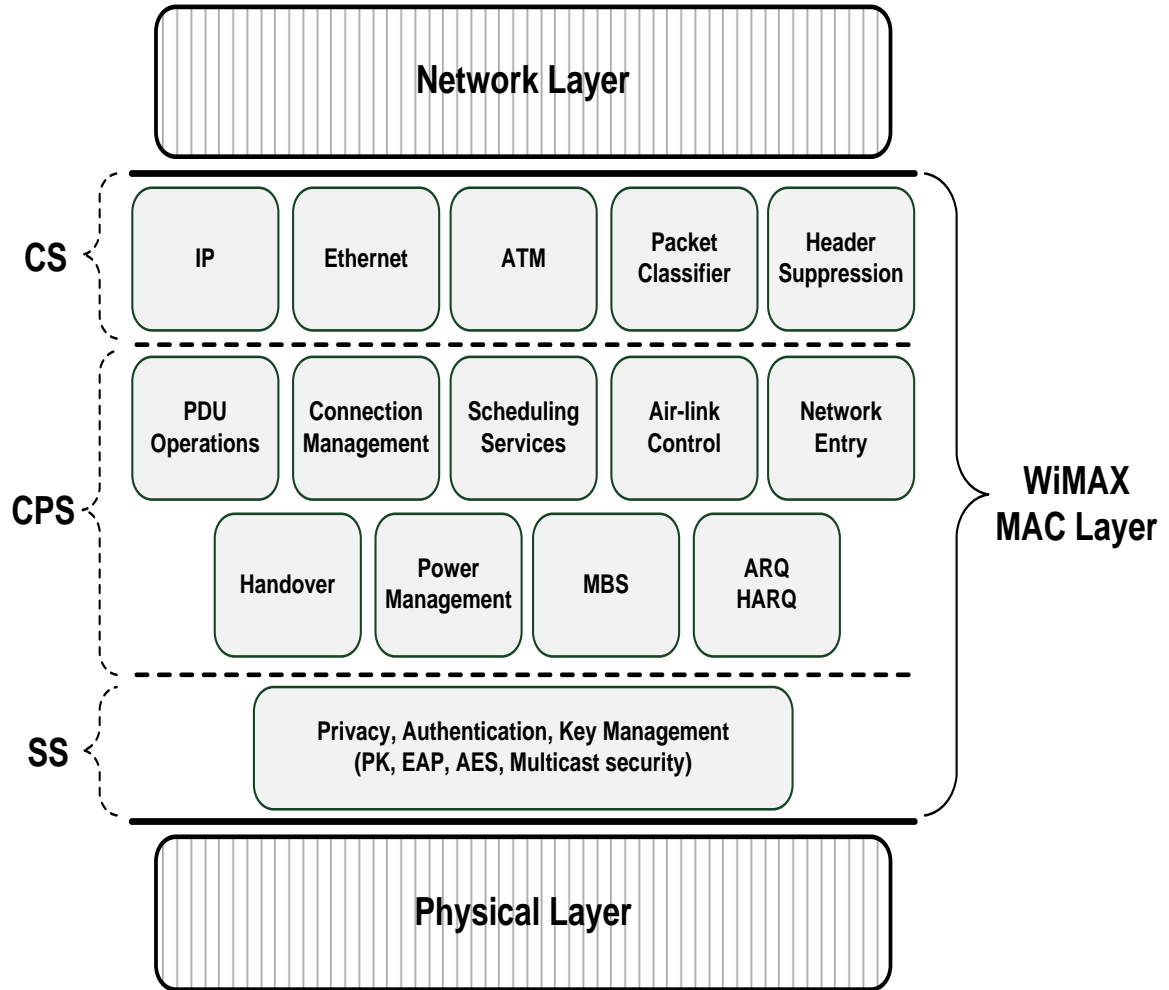 Network Layer
CS
IP
Ethernet
ATM
Packet
Classifier
Header
Suppression
CPS
PDU
Operations
Connection
Management
Scheduling
Services
Air-link
Control
Network
Entry
Handover
Power
Management
MBS
ARQ
HARQ
WiMAX
MAC Layer
SS
Privacy, Authentication, Key Management
(PK, EAP, AES, Multicast security)
Physical Layer